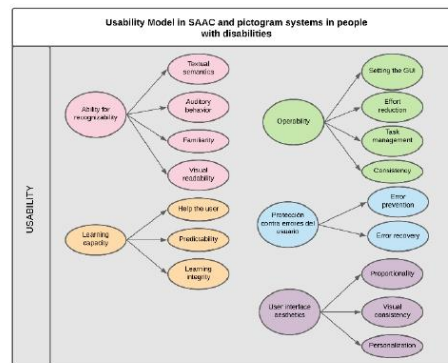 Usability Model in SAAC and pictogram systems in people
with disabilities
USABILITY
Ability for
recognizability
Textual
semantics
Auditory
behavior
Familiarity
Visual
readability
Learning
capacity
Help the user
Predictability
Learning
integrity
Operability
Setting the GUI
Effort
reduction
Task
management
Consistency
Protección
contra errores del
usuario
Error
prevention
Error recovery
User interface
aesthetics
Proportionality
Visual
consistency
Personalization